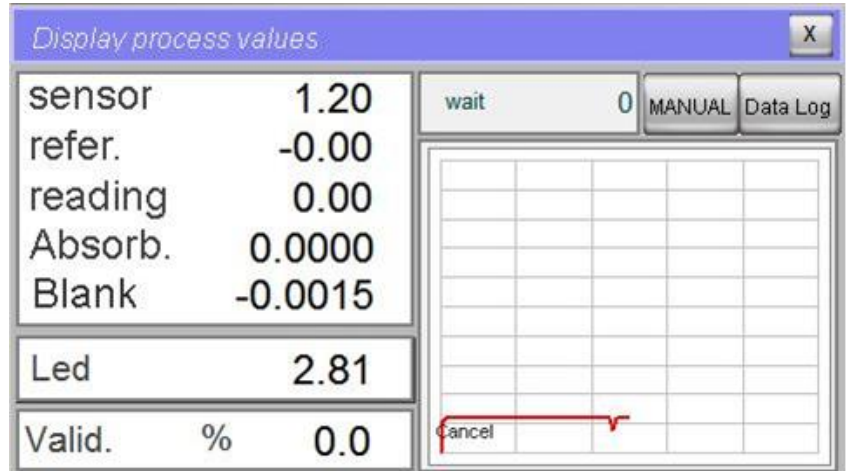 Display process values X
sensor 1.20
refer. -0.00
reading 0.00
Absorb. 0.0000
Blank -0.0015
Led 2.81
Valid. % 0.0
wait 0 MANUAL Data Log
Cancel